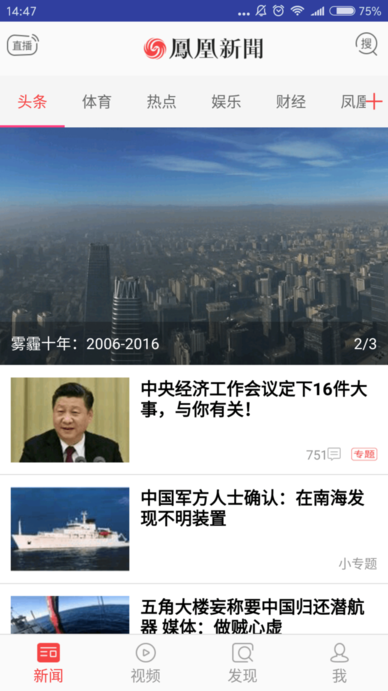 14:47
... 75%
直播
鳳凰新聞
搜
头条 体育 热点 娱乐 财经 凤凰
雾霾十年：2006-2016 2/3
中央经济工作会议定下16件大
事，与你有关！
751 专题
中国军方人士确认：在南海发
现不明装置
小专题
五角大楼妄称要中国归还潜航
器 媒体：做贼心虚
新闻 视频 发现 我